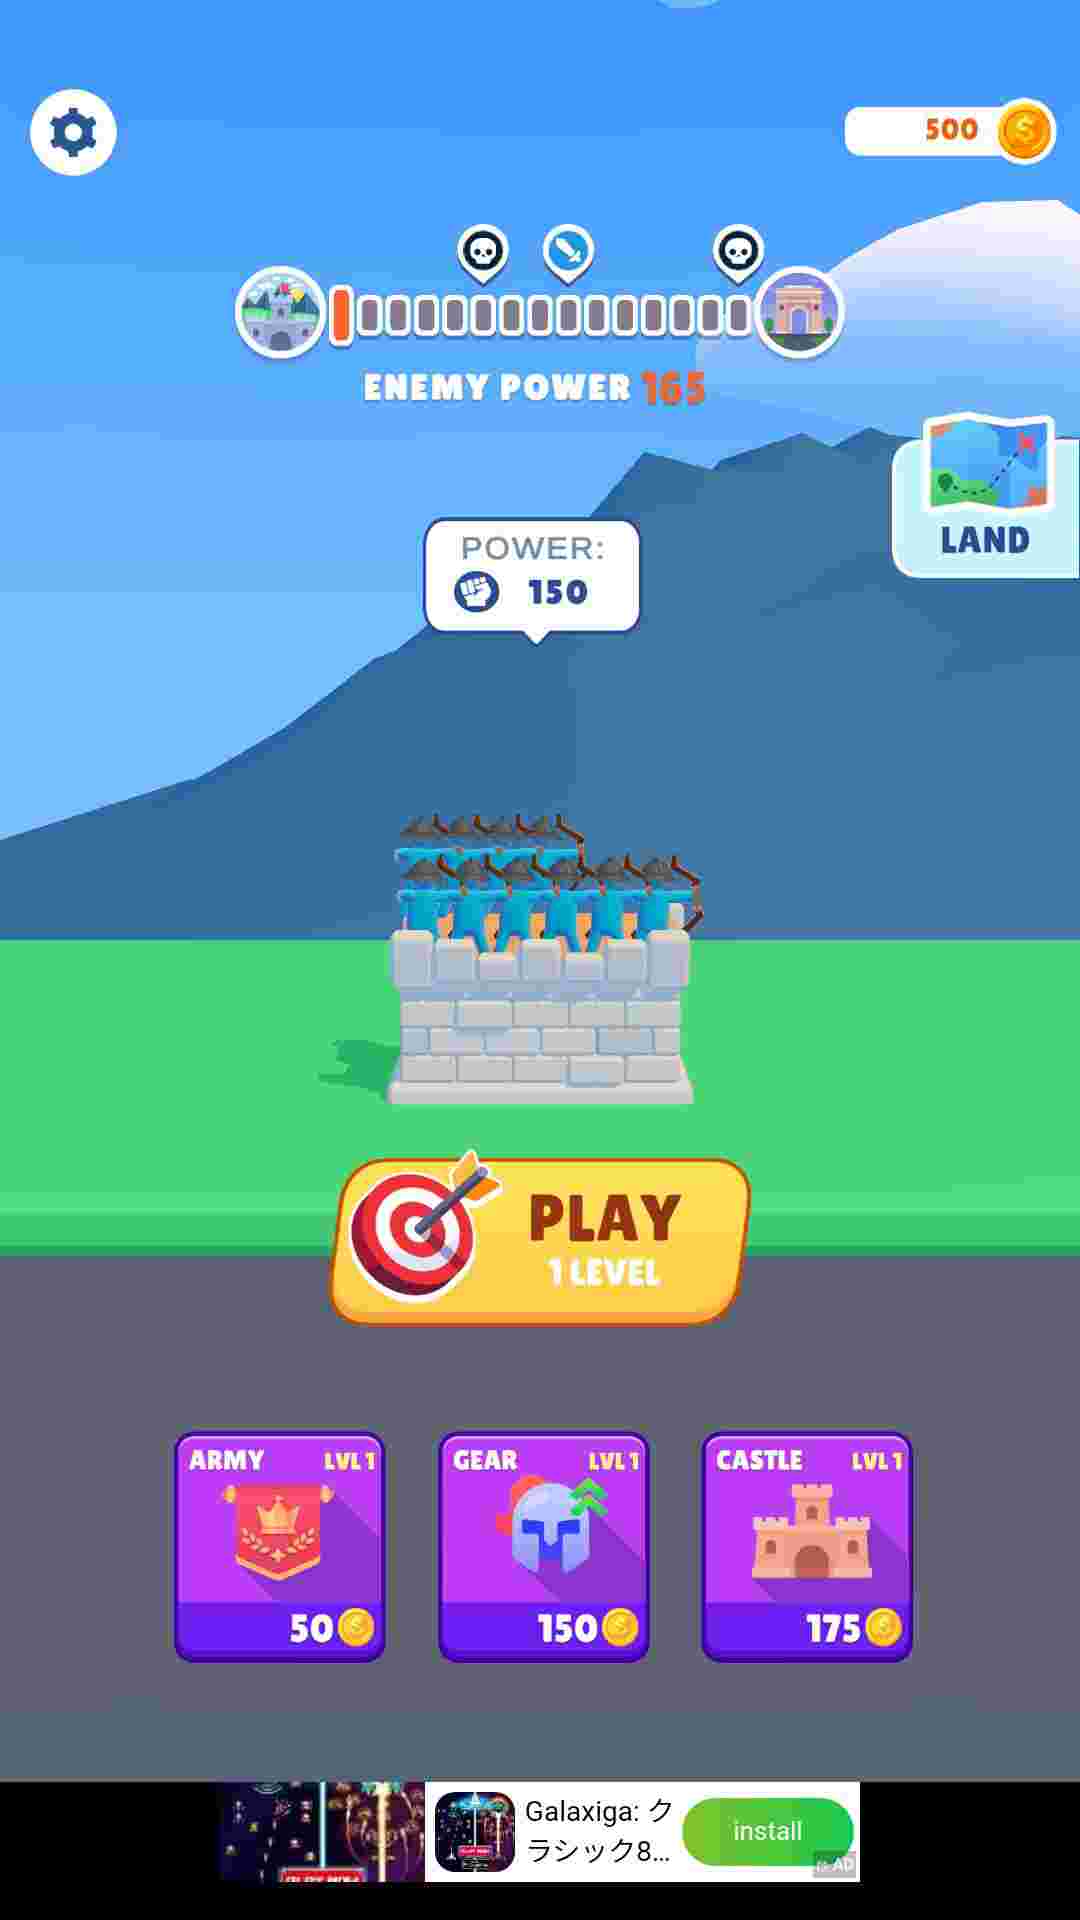 500
ENEMY POWER 165
LAND
POWER:
150
PLAY
1 LEVEL
ARMY LVL 1
50
GEAR LVL 1
150
CASTLE LVL 1
175
Galaxiga: ク
ラシック8...
install
AD